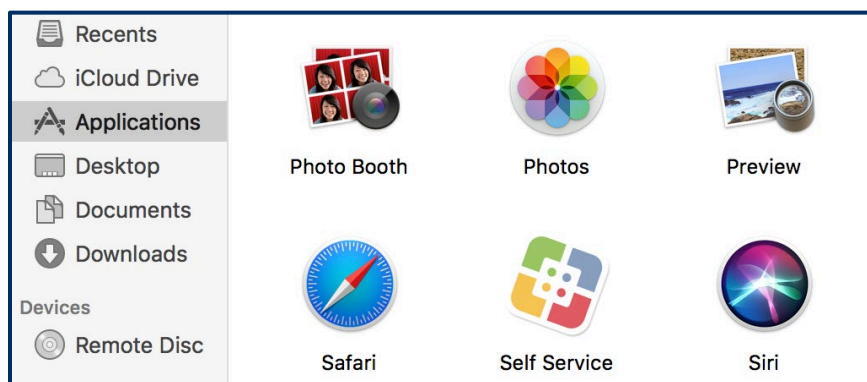 Recents
iCloud Drive
Applications
Desktop
Documents
Downloads
Devices
Remote Disc
Photo Booth
Photos
Preview
Safari
Self Service
Siri